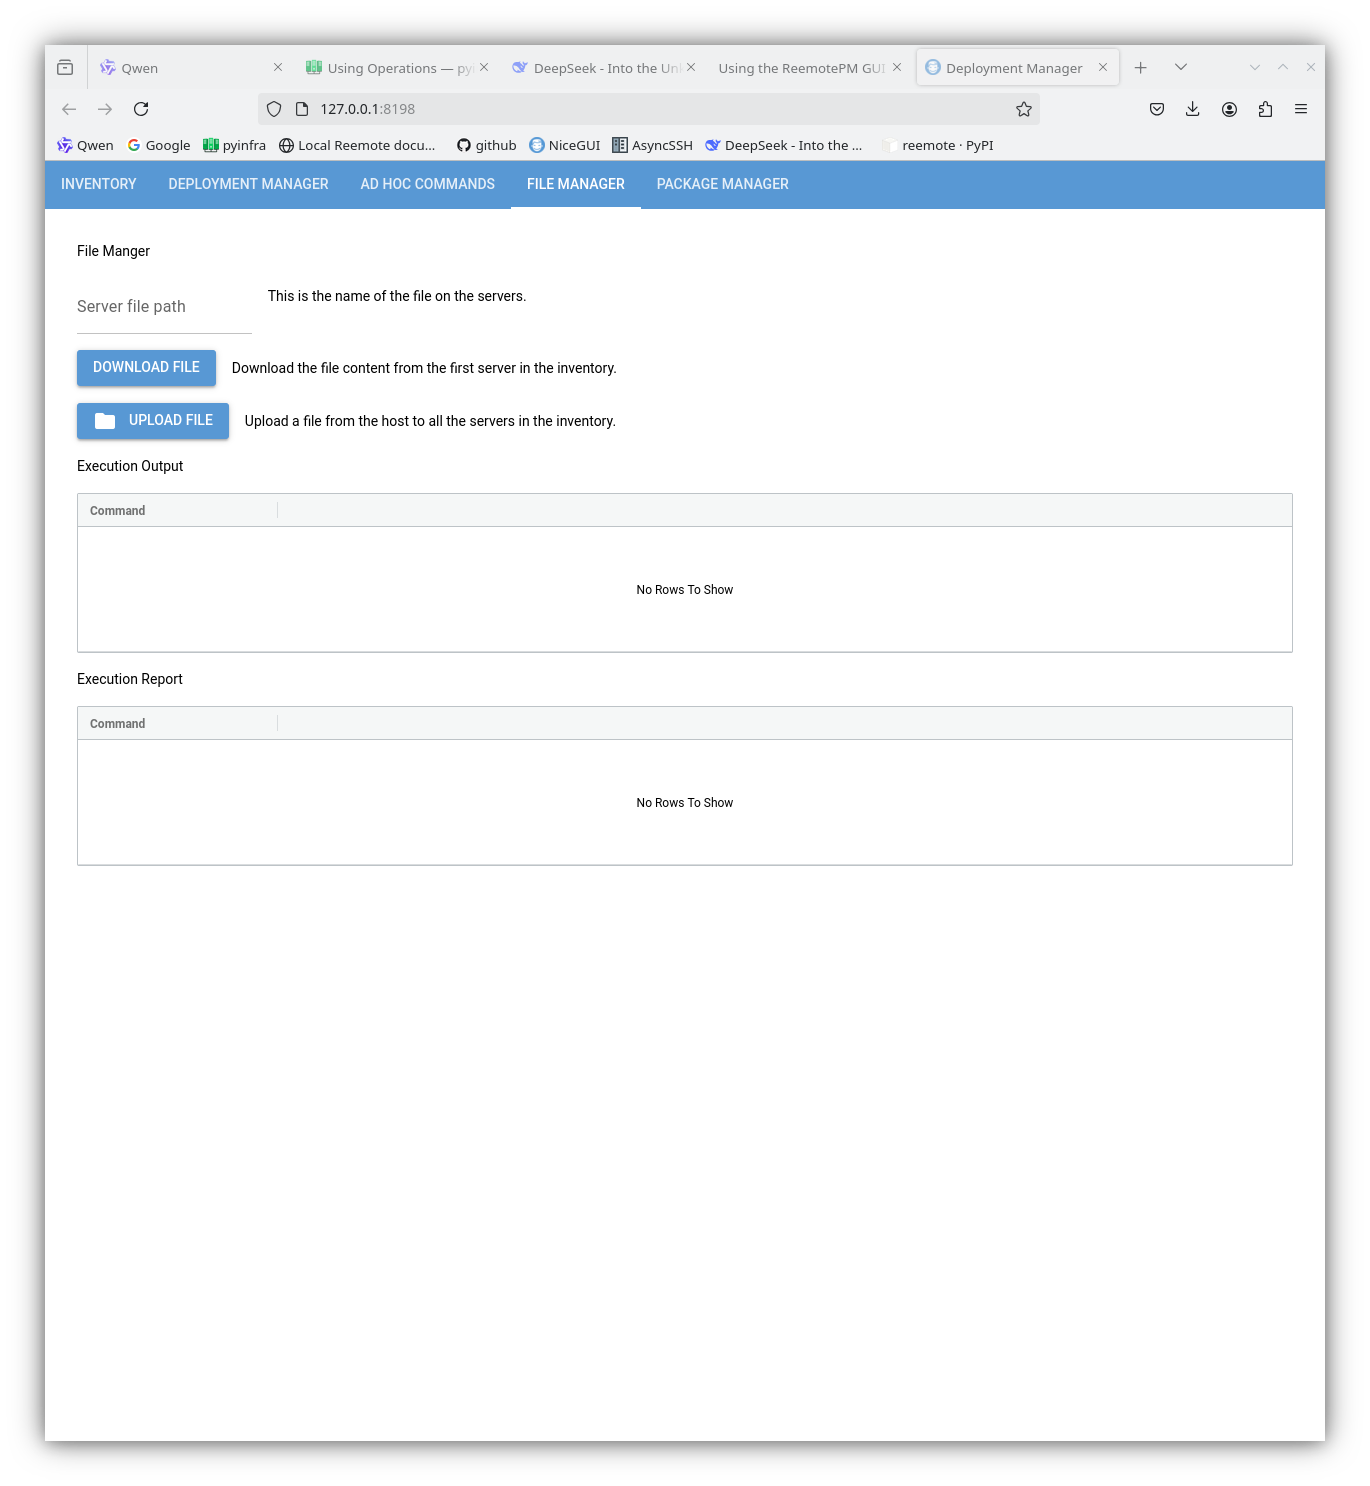 Qwen
Using Operations — pyi
DeepSeek - Into the Un
Using the ReemotePM GUI
Deployment Manager
127.0.0.1:8198
Qwen
Google
pyinfra
Local Reemote docu...
github
NiceGUI
AsyncSSH
DeepSeek - Into the ...
reemote · PyPI
INVENTORY
DEPLOYMENT MANAGER
AD HOC COMMANDS
FILE MANAGER
PACKAGE MANAGER
File Manger
Server file path
This is the name of the file on the servers.
DOWNLOAD FILE
Download the file content from the first server in the inventory.
UPLOAD FILE
Upload a file from the host to all the servers in the inventory.
Execution Output
Command
No Rows To Show
Execution Report
Command
No Rows To Show